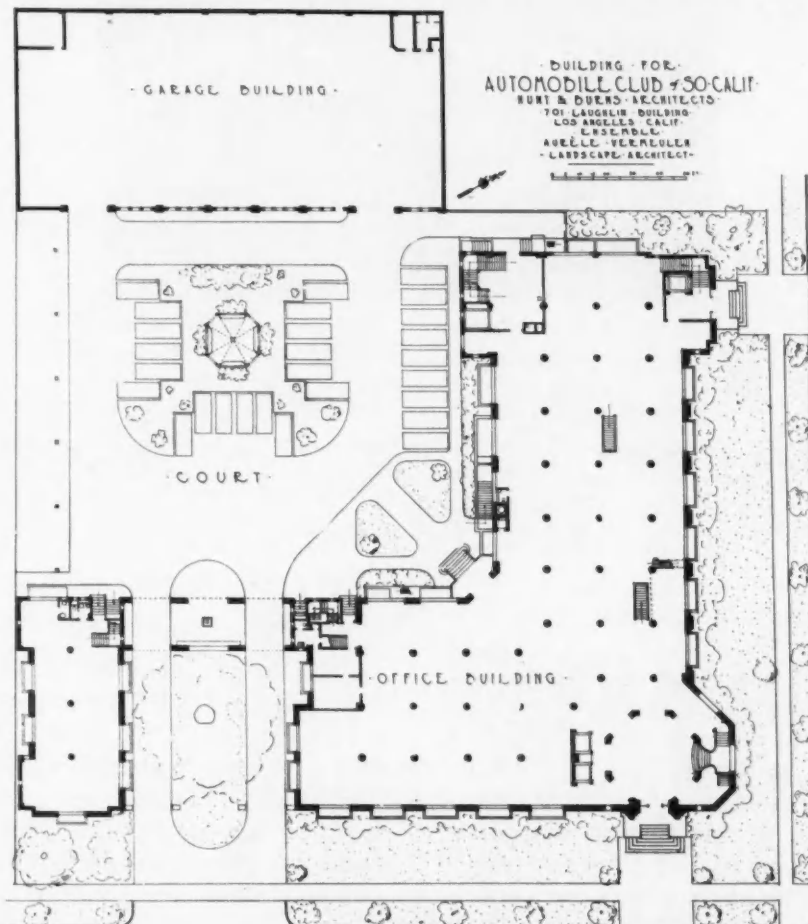 · GARAGE BUILDING ·
· BUILDING · FOR ·
AUTOMOBILE CLUB of SO·CALIF·
HUNT & BURNS · ARCHITECTS ·
· 701 · LAUGHLIN · BUILDING ·
LOS ANGELES · CALIF ·
· ENSEMBLE ·
AURÈLE · VERMEULEN
· LANDSCAPE · ARCHITECT ·
· COURT ·
· OFFICE BUILDING ·